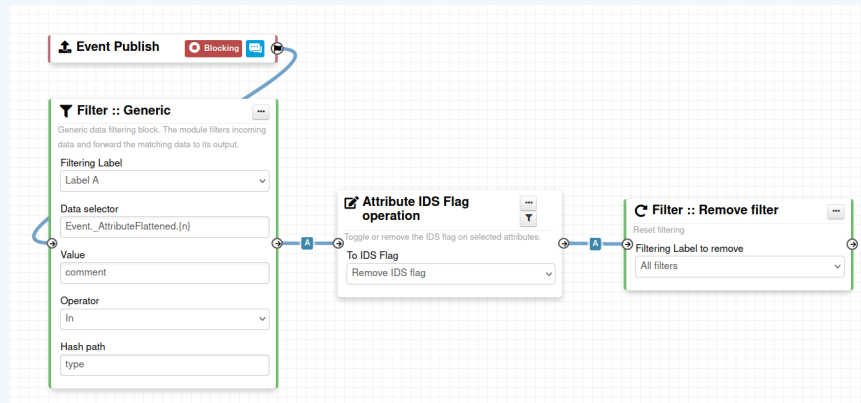 Event Publish
Blocking
Filter :: Generic
...
Generic data filtering block. The module filters incoming
data and forward the matching data to its output.
Filtering Label
Label A
Data selector
Event._AttributeFlattened.{n}
Value
comment
Operator
In
Hash path
type
A
Attribute IDS Flag
operation
...
Toggle or remove the IDS flag on selected attributes.
To IDS Flag
Remove IDS flag
A
Filter :: Remove filter
...
Reset filtering
Filtering Label to remove
All filters